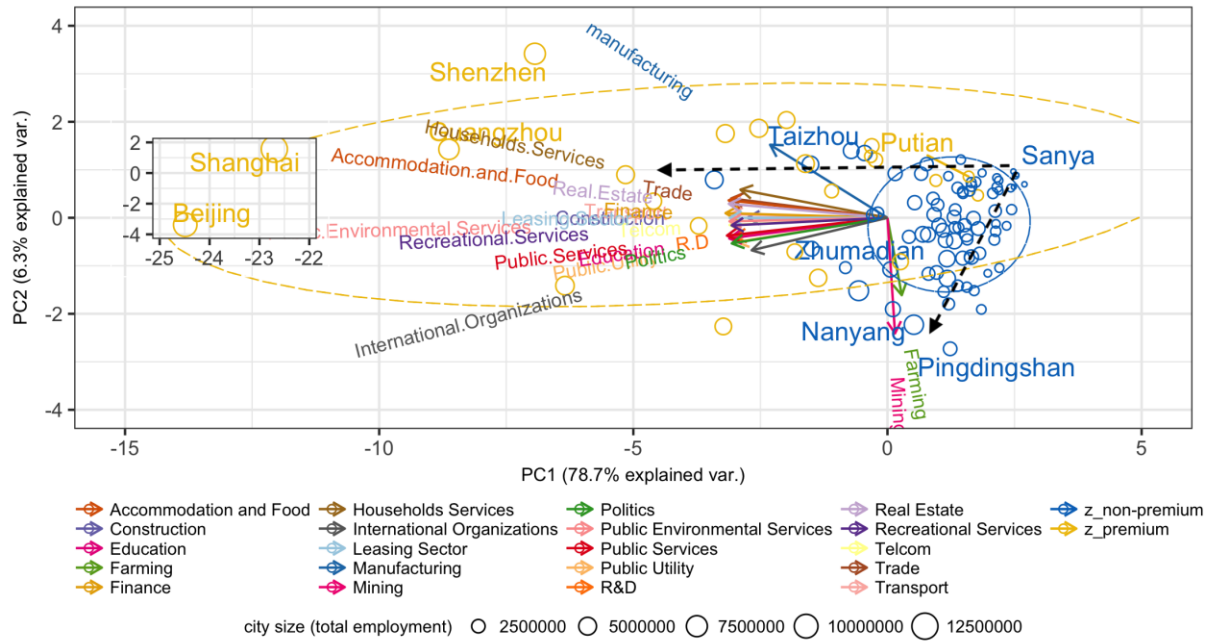 4
2
0
-2
-4
PC2 (6.3% explained var.)
manufacturing
Shenzhen
Households.Services
Taizhou
Putian
Sanya
2
0
-2
-4
Shanghai
Beijing
-25
-24
-23
-22
Accommodation.and.Food
Real.Estate
Trade
Finance
Construction
Telcom
c.Environmental.Services
Recreational.Services
R.D
Public.Services
Education
Politics
Zhumadian
International.Organizations
Nanyang
Pingdingshan
Farming
Mining
-15
-10
-5
0
5
PC1 (78.7% explained var.)
Accommodation and Food
Construction
Education
Farming
Finance
Households Services
International Organizations
Leasing Sector
Manufacturing
Mining
Politics
Public Environmental Services
Public Services
Public Utility
R&D
Real Estate
Recreational Services
Telcom
Trade
Transport
z_non-premium
z_premium
city size (total employment) 2500000 5000000 7500000 10000000 12500000